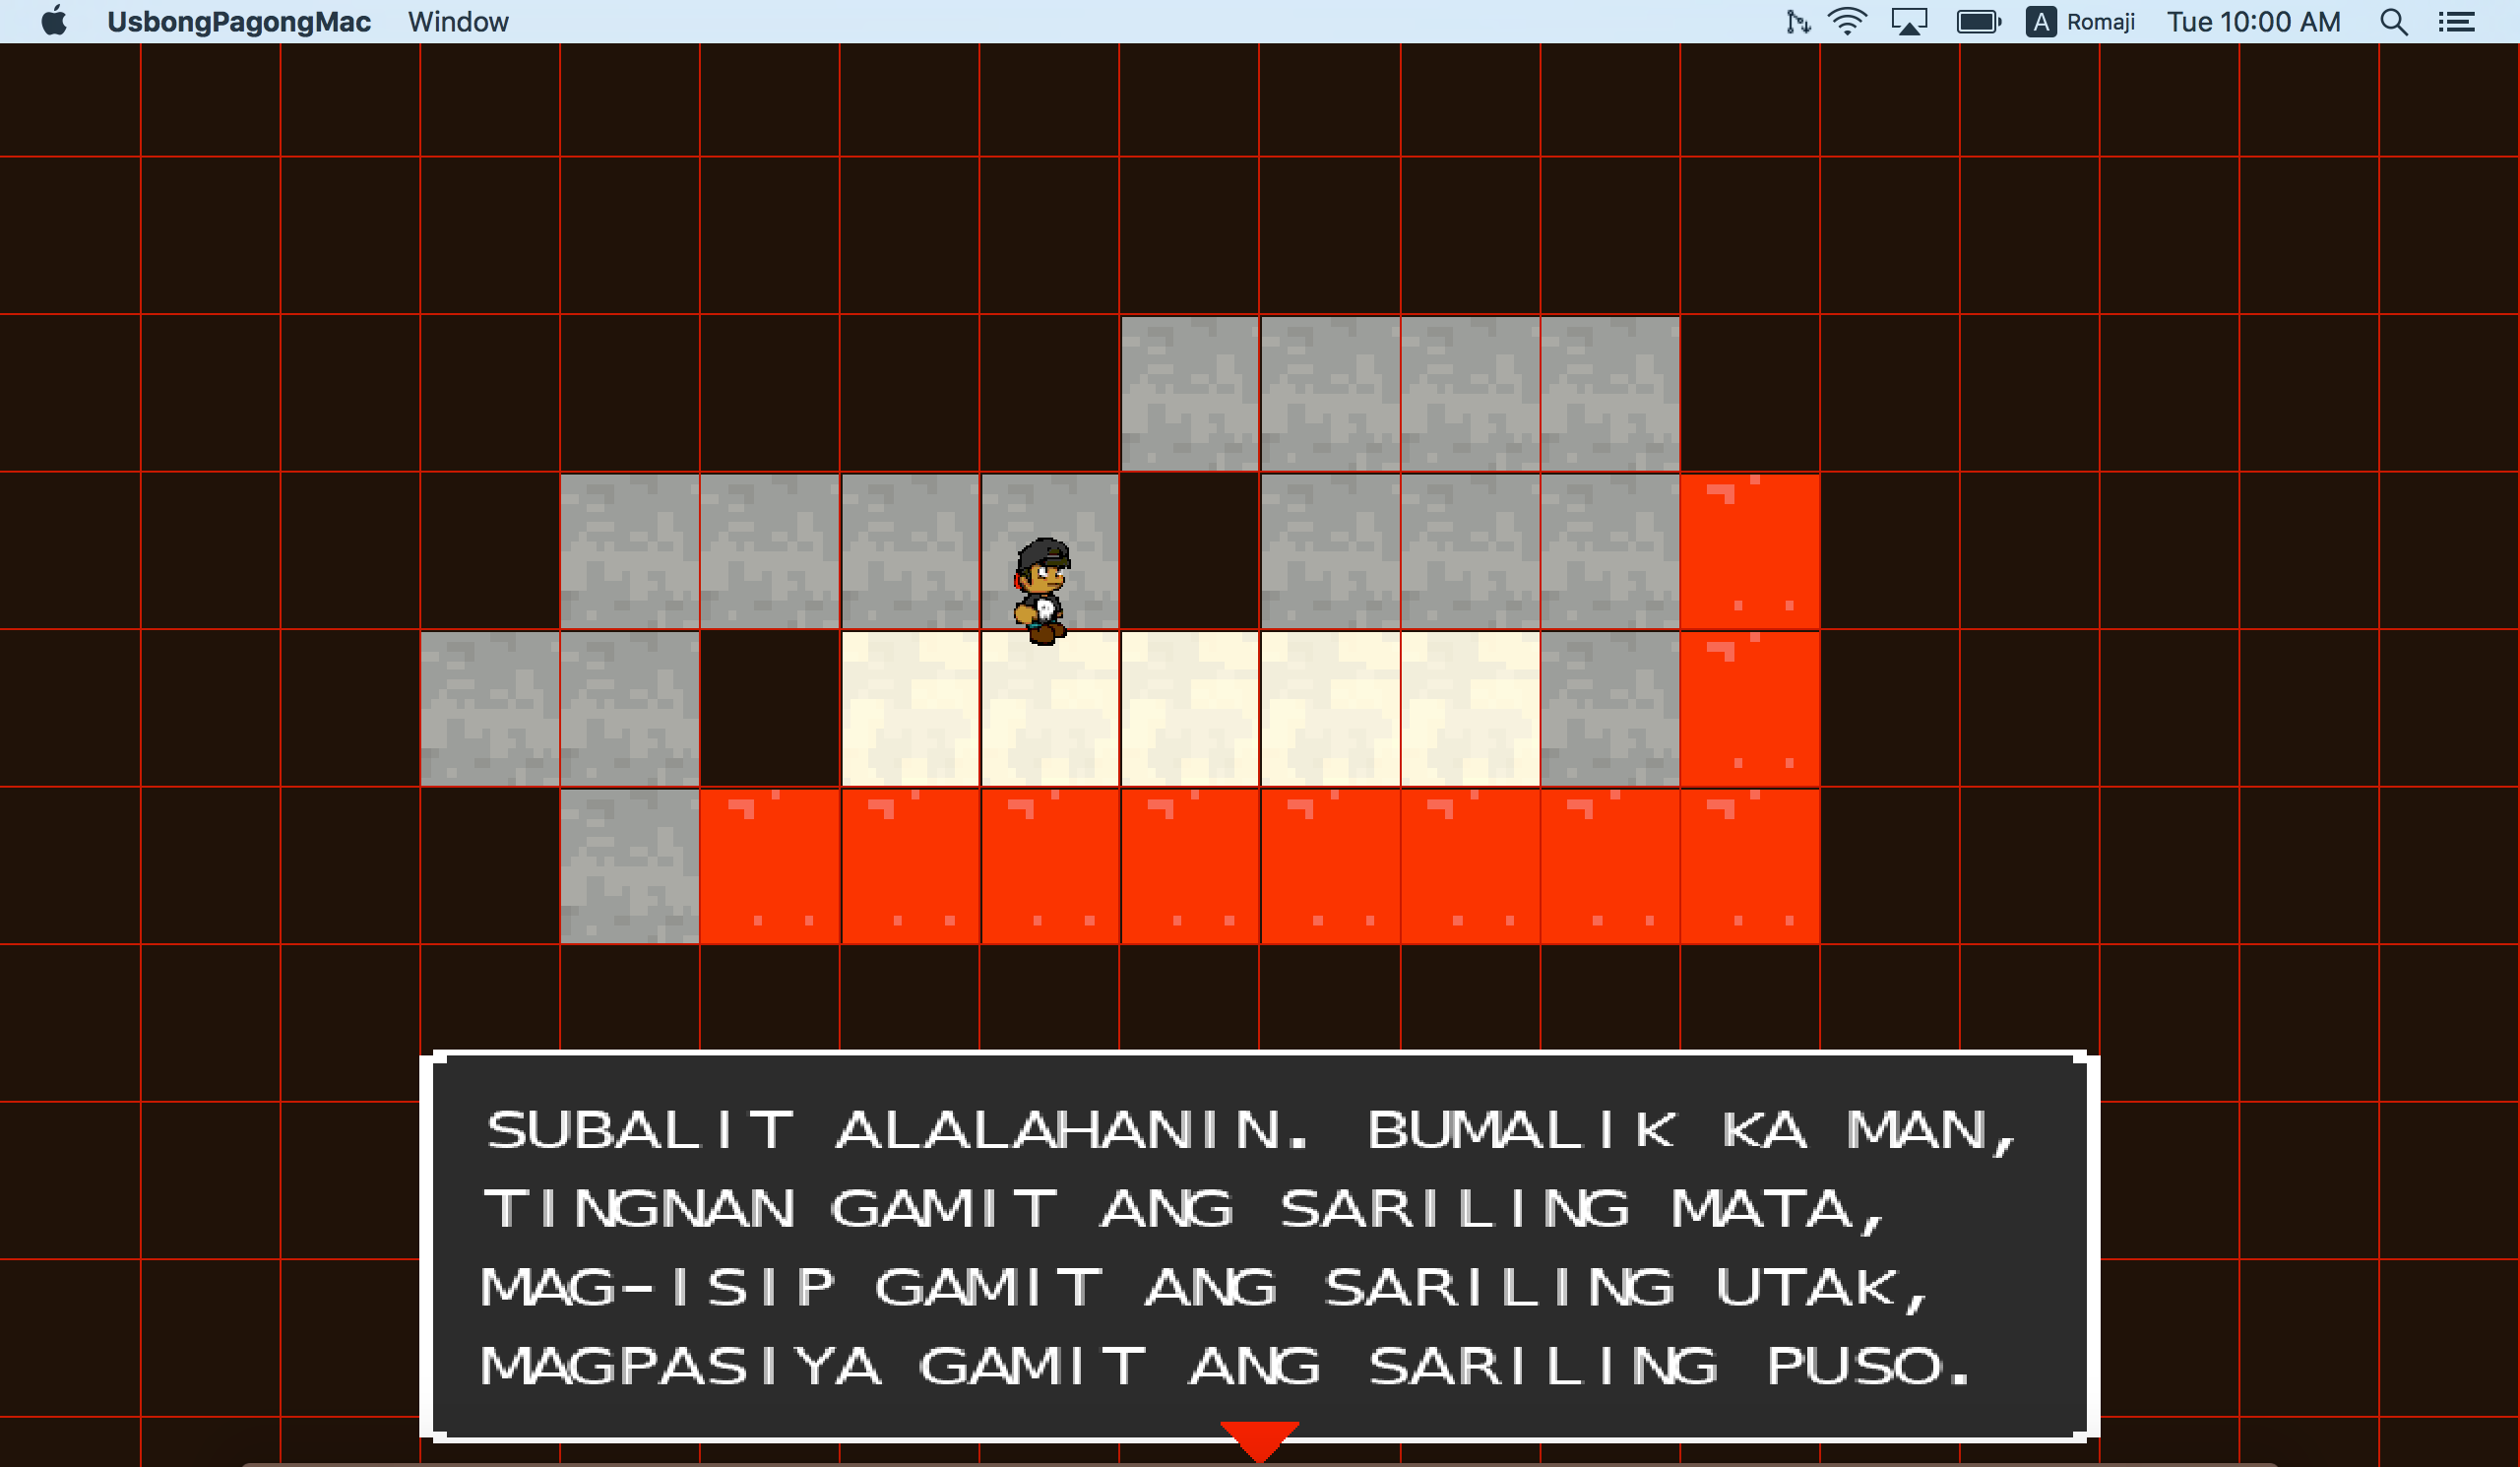 UsbongPagongMac Window A Romaji Tue 10:00 AM
SUBALIT ALALAHANIN. BUMALIK KA MAN,
TINGNAN GAMIT ANG SARILING MATA,
MAG-ISIP GAMIT ANG SARILING UTAK,
MAGPASIYA GAMIT ANG SARILING PUSO.